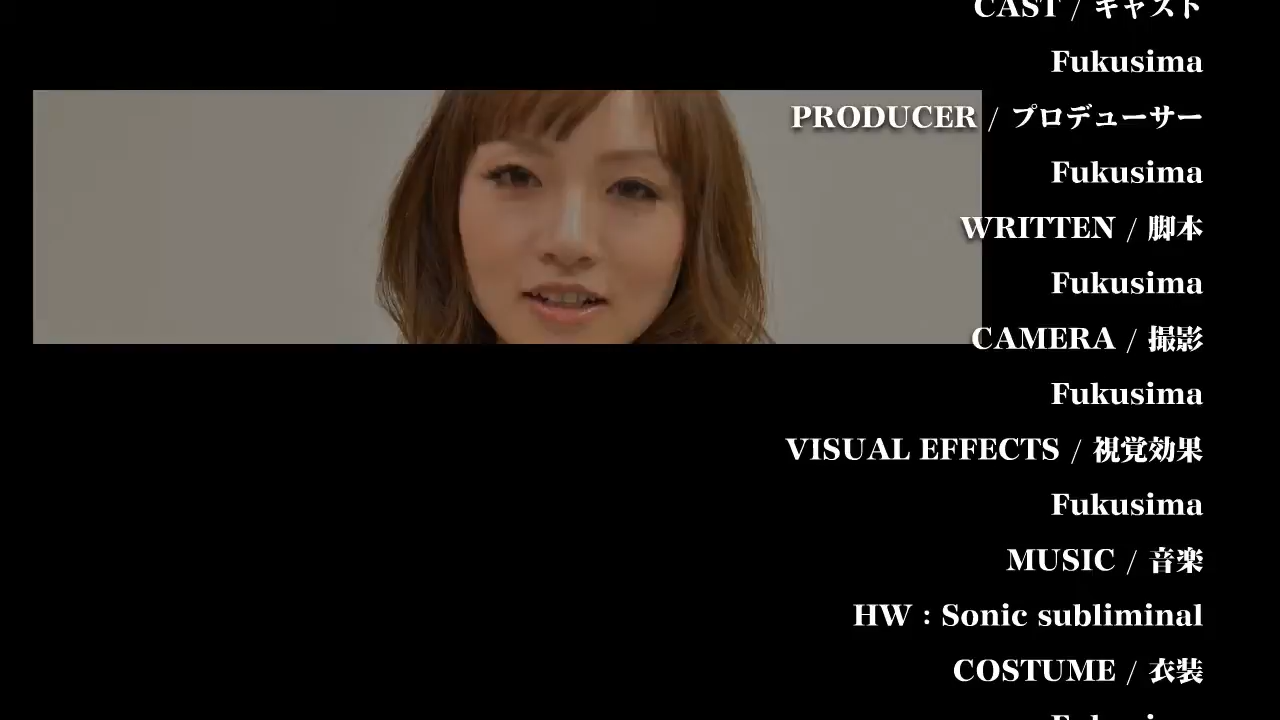 CAST / キャスト
Fukusima
PRODUCER / プロデューサー
Fukusima
WRITTEN / 脚本
Fukusima
CAMERA / 撮影
Fukusima
VISUAL EFFECTS / 視覚効果
Fukusima
MUSIC / 音楽
HW : Sonic subliminal
COSTUME / 衣装